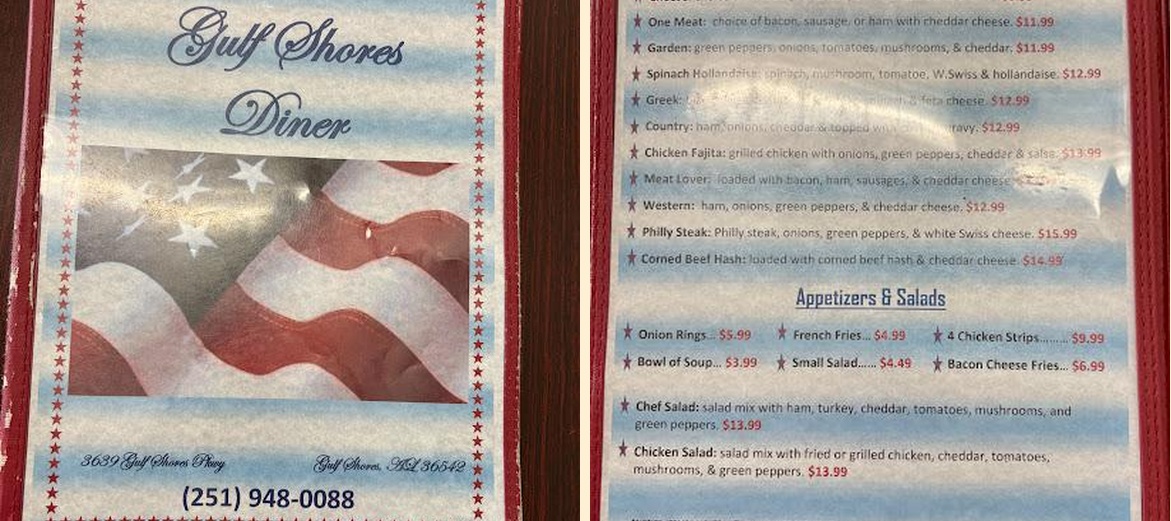 Gulf Shores
Diner
3639 Gulf Shores Pkwy Gulf Shores, AL 36542
(251) 948-0088
One Meat: choice of bacon, sausage, or ham with cheddar cheese. $11.99
Garden: green peppers, onions, tomatoes, mushrooms, & cheddar. $11.99
Spinach Hollandaise: spinach, mushroom, tomatoe, W.Swiss & hollandaise. $12.99
Greek: & feta cheese. $12.99
Country: ham, onions, cheddar & topped $12.99
Chicken Fajita: grilled chicken with onions, green peppers, cheddar & salsa. $13.99
Meat Lover: loaded with bacon, ham, sausages, & cheddar cheese
Western: ham, onions, green peppers, & cheddar cheese. $12.99
Philly Steak: Philly steak, onions, green peppers, & white Swiss cheese. $15.99
Corned Beef Hash: loaded with corned beef hash & cheddar cheese. $14.99
Appetizers & Salads
Onion Rings... $5.99 French Fries... $4.99 4 Chicken Strips......... $9.99
Bowl of Soup... $3.99 Small Salad...... $4.49 Bacon Cheese Fries... $6.99
Chef Salad: salad mix with ham, turkey, cheddar, tomatoes, mushrooms, and
green peppers. $13.99
Chicken Salad: salad mix with fried or grilled chicken, cheddar, tomatoes,
mushrooms, & green peppers. $13.99